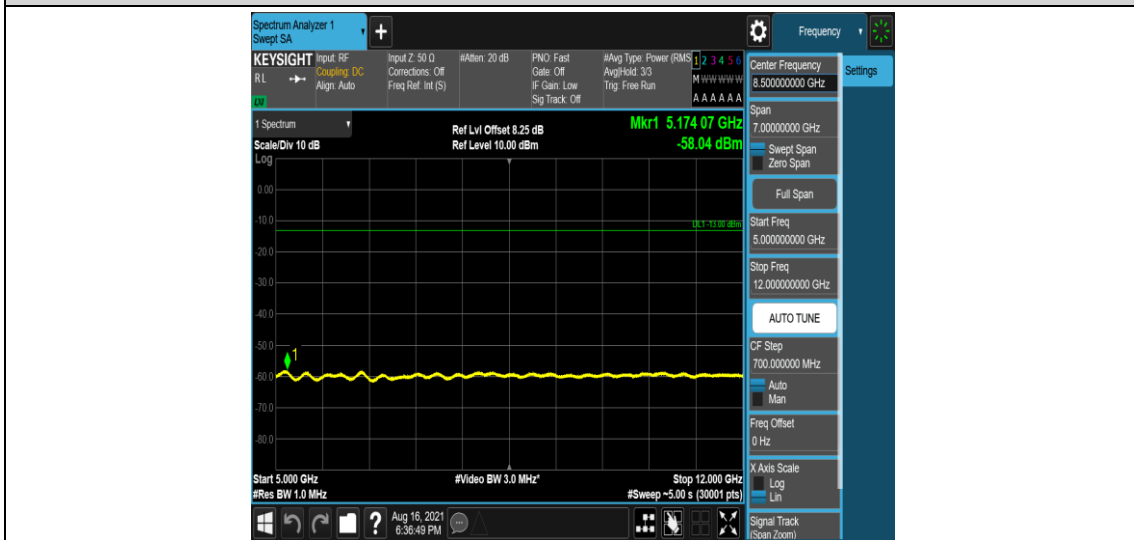 Spectrum Analyzer 1
Swept SA
+
Frequency
KEYSIGHT
RL
Input: RF
Coupling: DC
Align: Auto
Input Z: 50 Ω
Corrections: Off
Freq Ref: Int (S)
#Atten: 20 dB
PNO: Fast
Gate: Off
IF Gain: Low
Sig Track: Off
#Avg Type: Power (RMS
Avg|Hold: 3/3
Trig: Free Run
1 2 3 4 5 6
M W W W W W
A A A A A A
1 Spectrum
Scale/Div 10 dB
Ref Lvl Offset 8.25 dB
Ref Level 10.00 dBm
Mkr1 5.174 07 GHz
-58.04 dBm
Log
0.00
-10.0
DL1 -13.00 dBm
-20.0
-30.0
-40.0
-50.0
1
-60.0
-70.0
-80.0
Start 5.000 GHz
#Res BW 1.0 MHz
#Video BW 3.0 MHz*
Stop 12.000 GHz
#Sweep ~5.00 s (30001 pts)
?
Aug 16, 2021
6:36:49 PM
Center Frequency
8.500000000 GHz
Settings
Span
7.00000000 GHz
Swept Span
Zero Span
Full Span
Start Freq
5.000000000 GHz
Stop Freq
12.000000000 GHz
AUTO TUNE
CF Step
700.000000 MHz
Auto
Man
Freq Offset
0 Hz
X Axis Scale
Log
Lin
Signal Track
(Span Zoom)